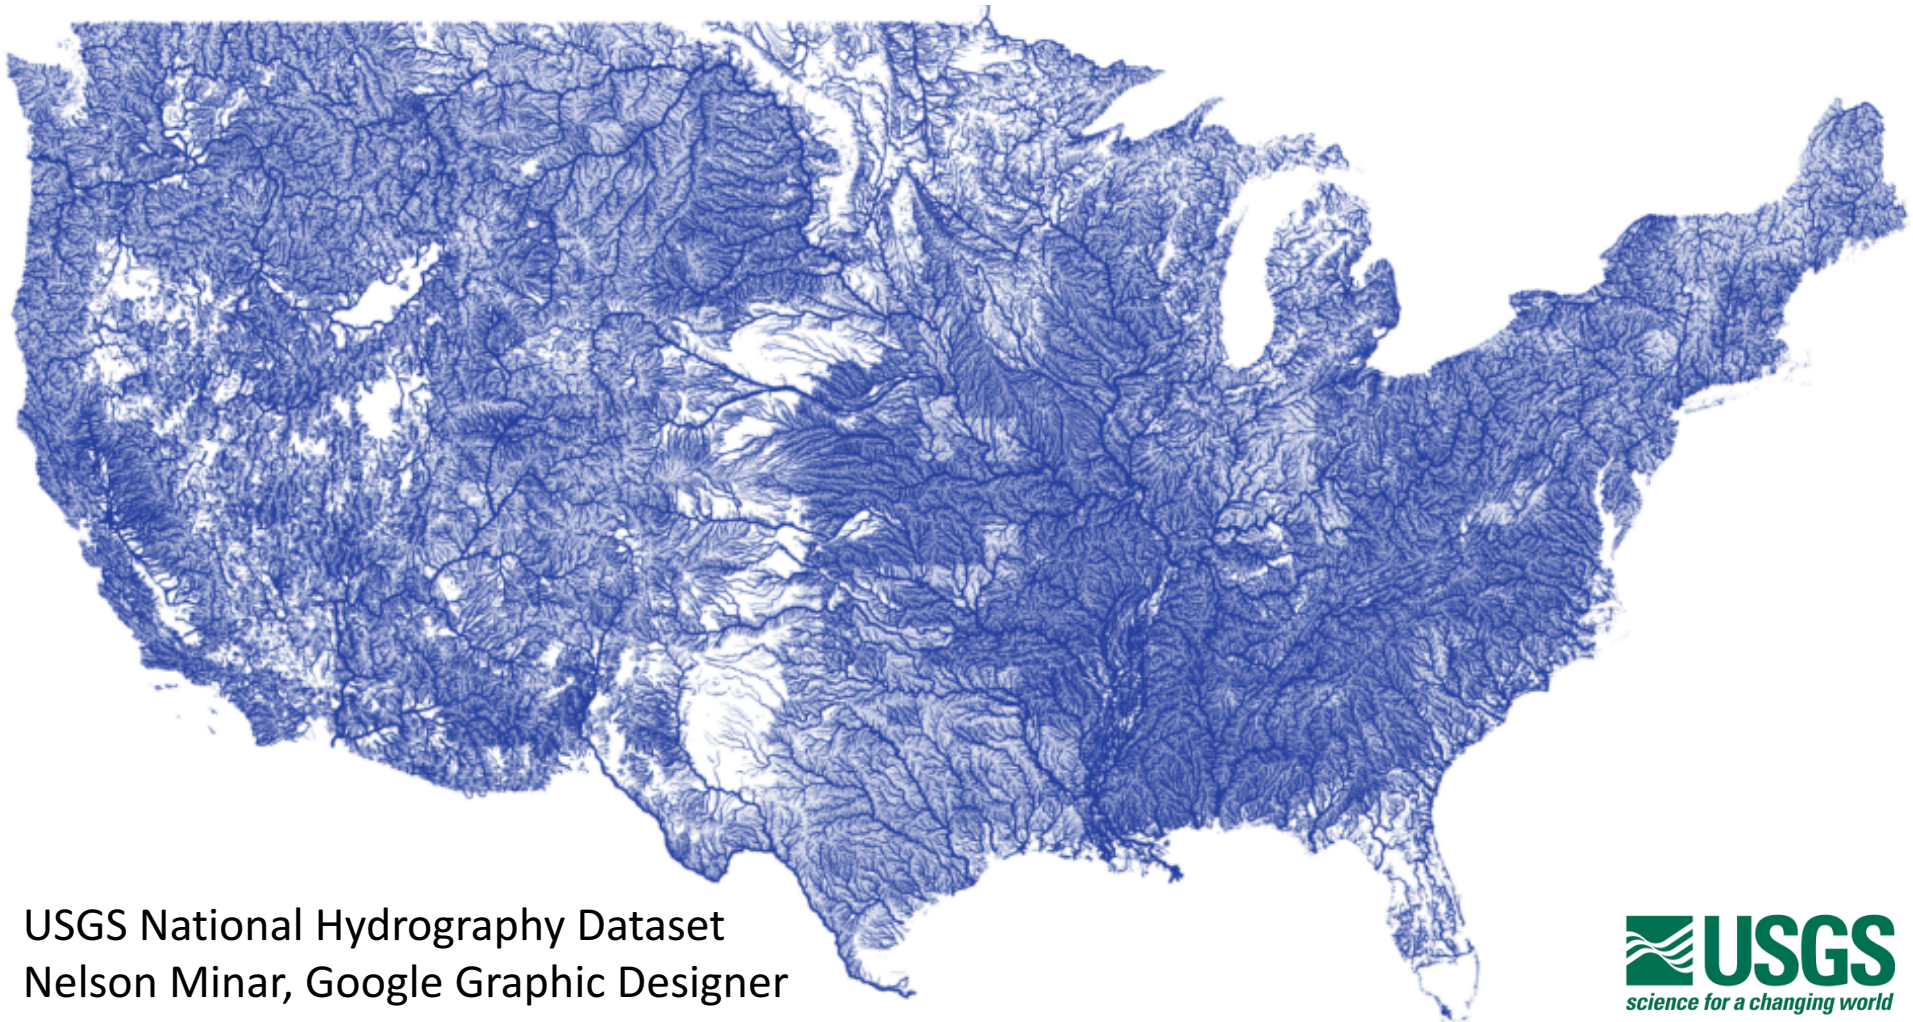 USGS National Hydrography Dataset
Nelson Minar, Google Graphic Designer
USGS
science for a changing world